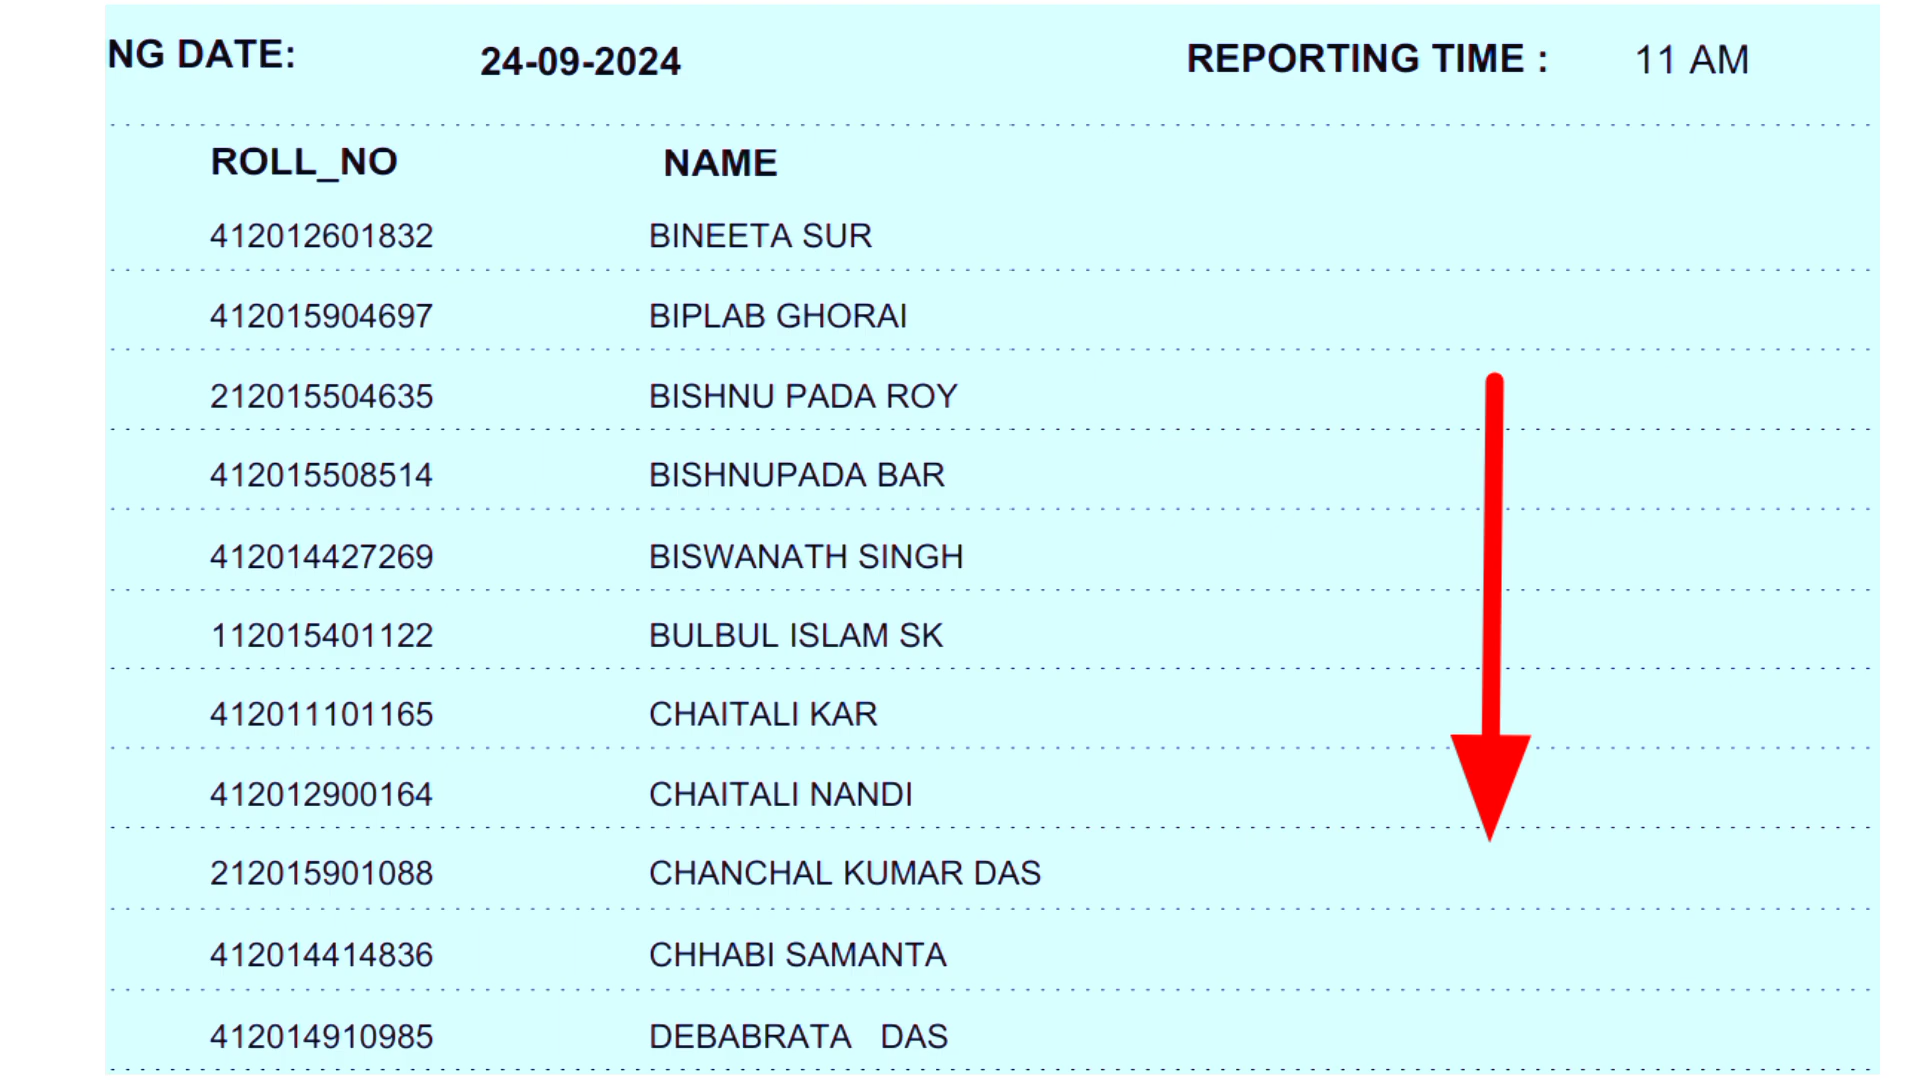 NG DATE: 24-09-2024 REPORTING TIME : 11 AM
ROLL_NO NAME
412012601832 BINEETA SUR
412015904697 BIPLAB GHORAI
212015504635 BISHNU PADA ROY
412015508514 BISHNUPADA BAR
412014427269 BISWANATH SINGH
112015401122 BULBUL ISLAM SK
412011101165 CHAITALI KAR
412012900164 CHAITALI NANDI
212015901088 CHANCHAL KUMAR DAS
412014414836 CHHABI SAMANTA
412014910985 DEBABRATA DAS